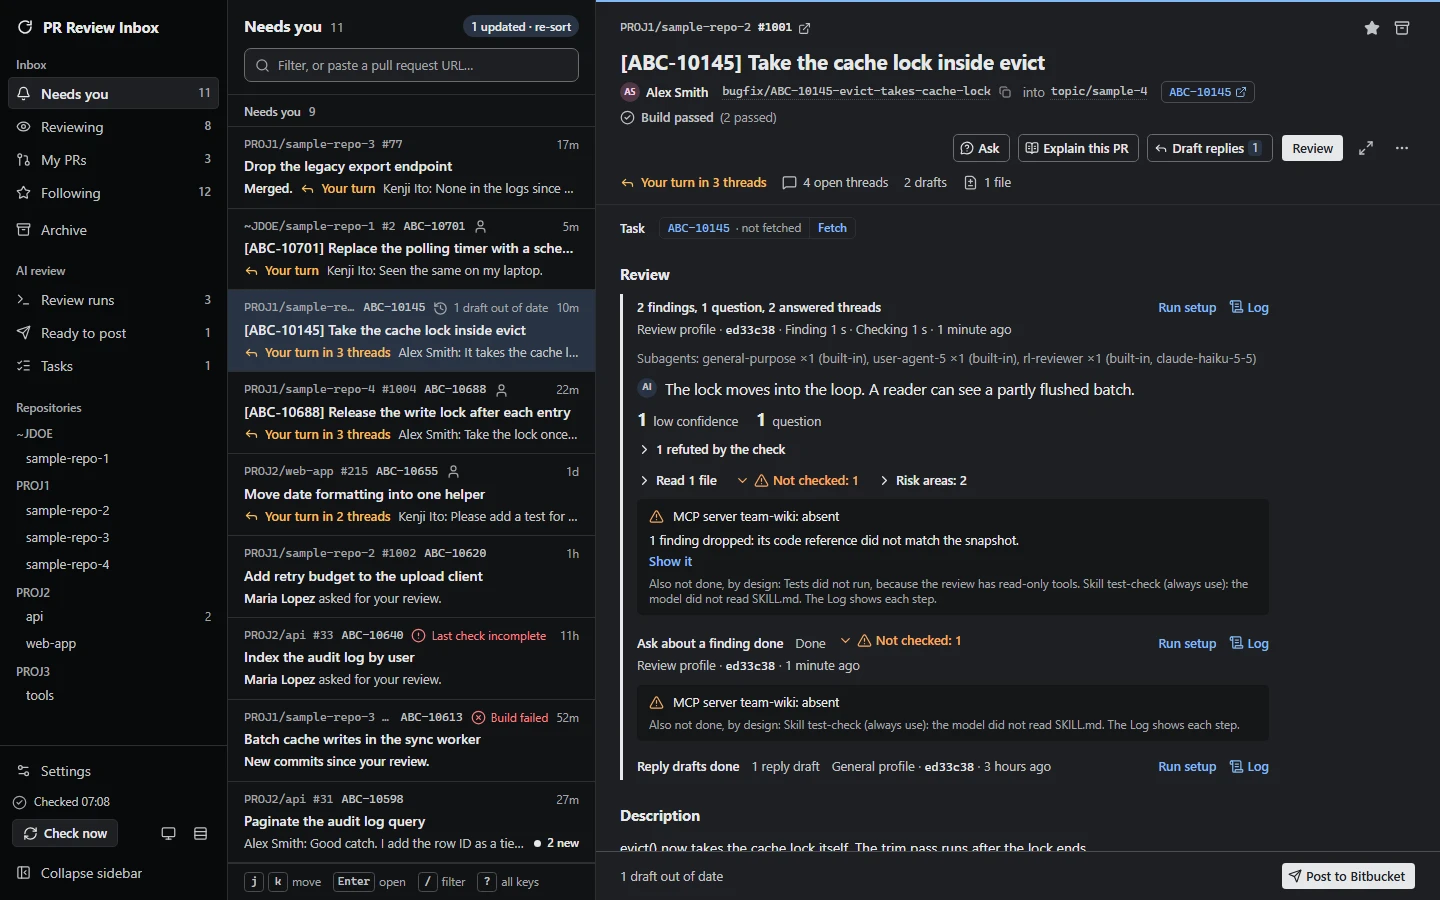 PR Review Inbox
Inbox
Needs you 11
Reviewing 8
My PRs 3
Following 12
Archive
AI review
Review runs 3
Ready to post 1
Tasks 1
Repositories
~JDOE
sample-repo-1
PROJ1
sample-repo-2
sample-repo-3
sample-repo-4
PROJ2
api 2
web-app
PROJ3
tools
Settings
Checked 07:08
Check now
Collapse sidebar
Needs you 11
1 updated · re-sort
Filter, or paste a pull request URL...
Needs you 9
PROJ1/sample-repo-3 #77 17m
Drop the legacy export endpoint
Merged. Your turn Kenji Ito: None in the logs since ...
~JDOE/sample-repo-1 #2 ABC-10701 5m
[ABC-10701] Replace the polling timer with a sche...
Your turn Kenji Ito: Seen the same on my laptop.
PROJ1/sample-re... ABC-10145 1 draft out of date 10m
[ABC-10145] Take the cache lock inside evict
Your turn in 3 threads Alex Smith: It takes the cache l...
PROJ1/sample-repo-4 #1004 ABC-10688 22m
[ABC-10688] Release the write lock after each entry
Your turn in 3 threads Alex Smith: Take the lock once...
PROJ2/web-app #215 ABC-10655 1d
Move date formatting into one helper
Your turn in 2 threads Kenji Ito: Please add a test for ...
PROJ1/sample-repo-2 #1002 ABC-10620 1h
Add retry budget to the upload client
Maria Lopez asked for your review.
PROJ2/api #33 ABC-10640 Last check incomplete 11h
Index the audit log by user
Maria Lopez asked for your review.
PROJ1/sample-repo-3 ... ABC-10613 Build failed 52m
Batch cache writes in the sync worker
New commits since your review.
PROJ2/api #31 ABC-10598 27m
Paginate the audit log query
Alex Smith: Good catch. I add the row ID as a tie... 2 new
j k move Enter open / filter ? all keys
PROJ1/sample-repo-2 #1001
[ABC-10145] Take the cache lock inside evict
AS Alex Smith bugfix/ABC-10145-evict-takes-cache-lock into topic/sample-4 ABC-10145
Build passed (2 passed)
Ask
Explain this PR
Draft replies 1
Review
Your turn in 3 threads 4 open threads 2 drafts 1 file
Task ABC-10145 · not fetched Fetch
Review
2 findings, 1 question, 2 answered threads Run setup Log
Review profile · ed33c38 · Finding 1 s · Checking 1 s · 1 minute ago
Subagents: general-purpose ×1 (built-in), user-agent-5 ×1 (built-in), rl-reviewer ×1 (built-in, claude-haiku-5-5)
AI The lock moves into the loop. A reader can see a partly flushed batch.
1 low confidence 1 question
1 refuted by the check
Read 1 file Not checked: 1 Risk areas: 2
MCP server team-wiki: absent
1 finding dropped: its code reference did not match the snapshot.
Show it
Also not done, by design: Tests did not run, because the review has read-only tools. Skill test-check (always use): the
model did not read SKILL.md. The Log shows each step.
Ask about a finding done Done Not checked: 1 Run setup Log
Review profile · ed33c38 · 1 minute ago
MCP server team-wiki: absent
Also not done, by design: Skill test-check (always use): the model did not read SKILL.md. The Log shows each step.
Reply drafts done 1 reply draft General profile · ed33c38 · 3 hours ago Run setup Log
Description
evict() now takes the cache lock itself. The trim pass runs after the lock ends.
1 draft out of date
Post to Bitbucket